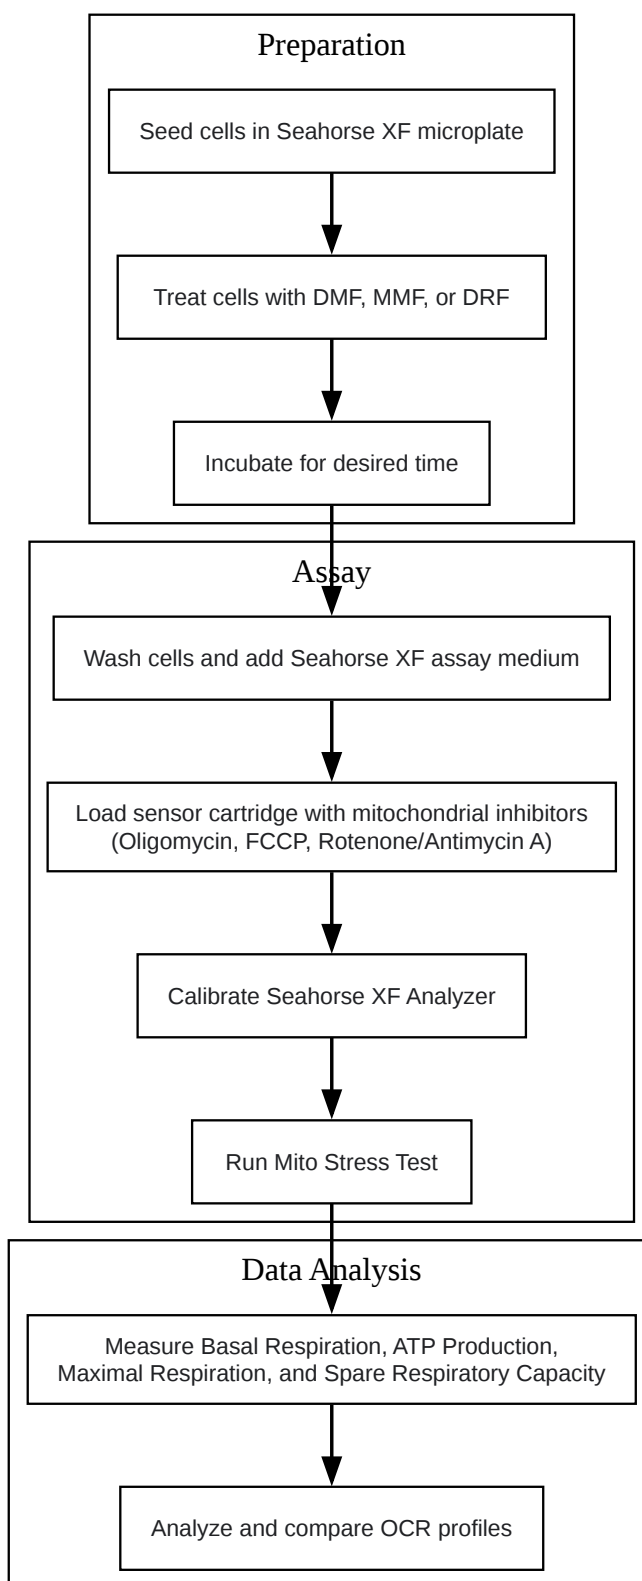 Preparation
Seed cells in Seahorse XF microplate
Treat cells with DMF, MMF, or DRF
Incubate for desired time
Assay
Wash cells and add Seahorse XF assay medium
Load sensor cartridge with mitochondrial inhibitors
(Oligomycin, FCCP, Rotenone/Antimycin A)
Calibrate Seahorse XF Analyzer
Run Mito Stress Test
Data Analysis
Measure Basal Respiration, ATP Production,
Maximal Respiration, and Spare Respiratory Capacity
Analyze and compare OCR profiles